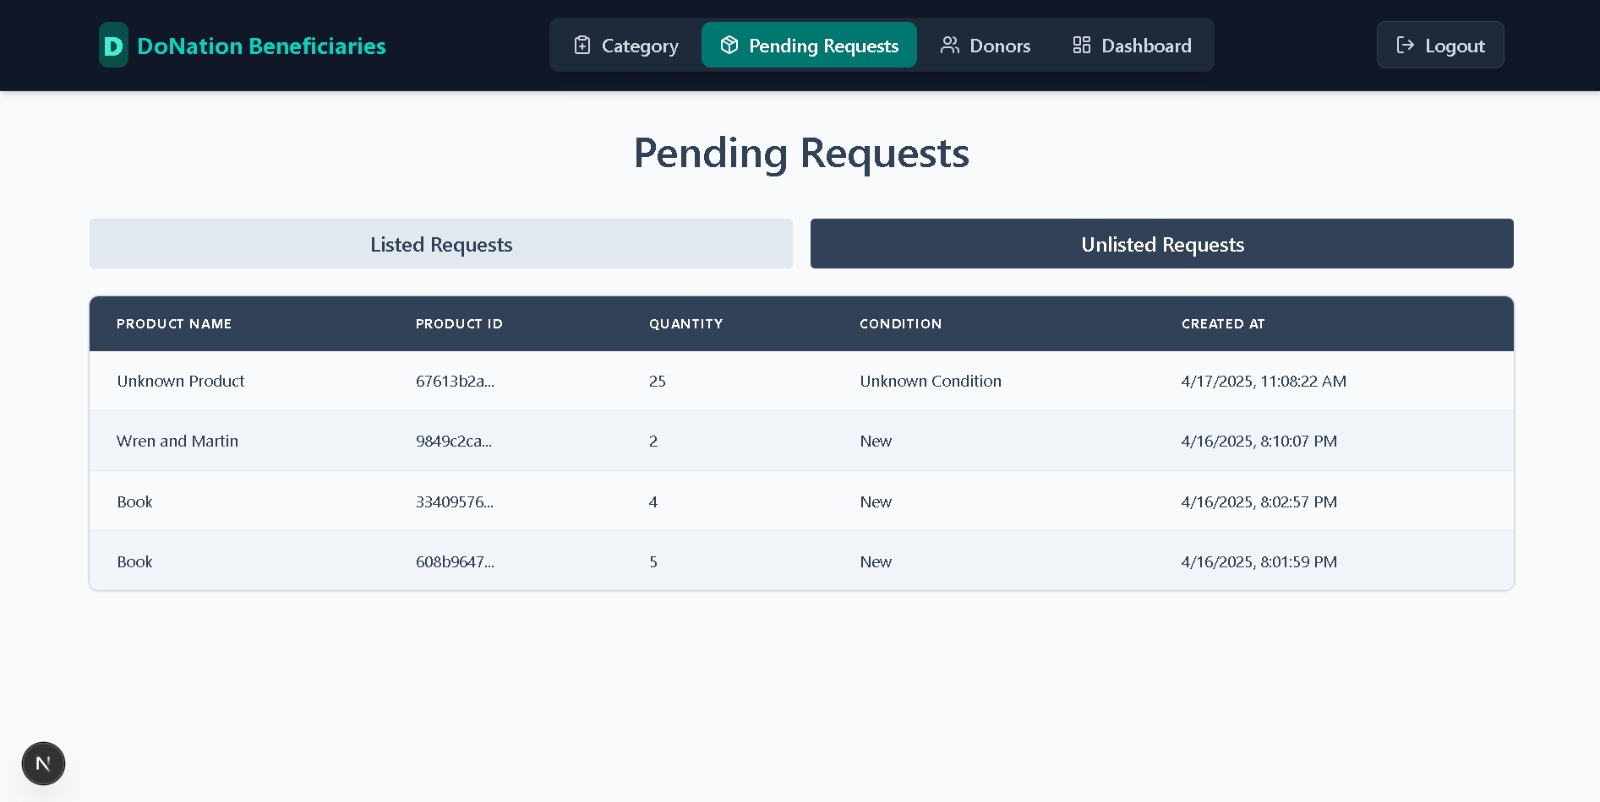 D DoNation Beneficiaries Category Pending Requests Donors Dashboard Logout
Pending Requests
Listed Requests Unlisted Requests
PRODUCT NAME PRODUCT ID QUANTITY CONDITION CREATED AT
Unknown Product 67613b2a... 25 Unknown Condition 4/17/2025, 11:08:22 AM
Wren and Martin 9849c2ca... 2 New 4/16/2025, 8:10:07 PM
Book 33409576... 4 New 4/16/2025, 8:02:57 PM
Book 608b9647... 5 New 4/16/2025, 8:01:59 PM
N